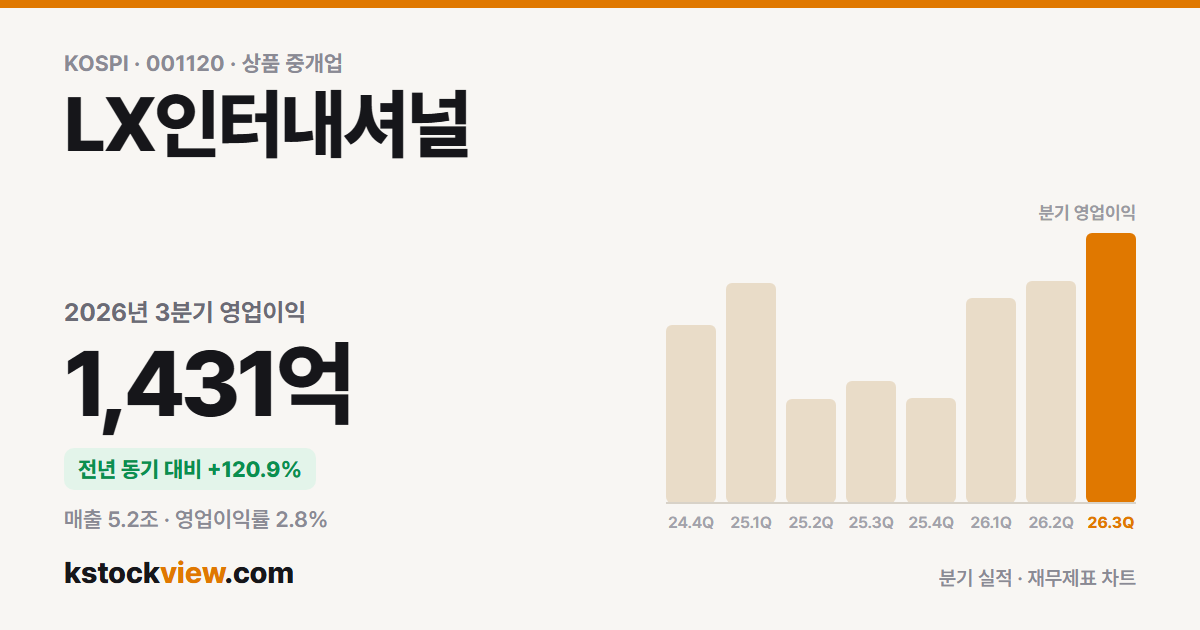 KOSPI · 001120 · 상품 중개업
LX인터내셔널
분기 영업이익
2026년 3분기 영업이익
1,431억
전년 동기 대비 +120.9%
매출 5.2조 · 영업이익률 2.8%
24.4Q 25.1Q 25.2Q 25.3Q 25.4Q 26.1Q 26.2Q 26.3Q
kstockview.com
분기 실적 · 재무제표 차트